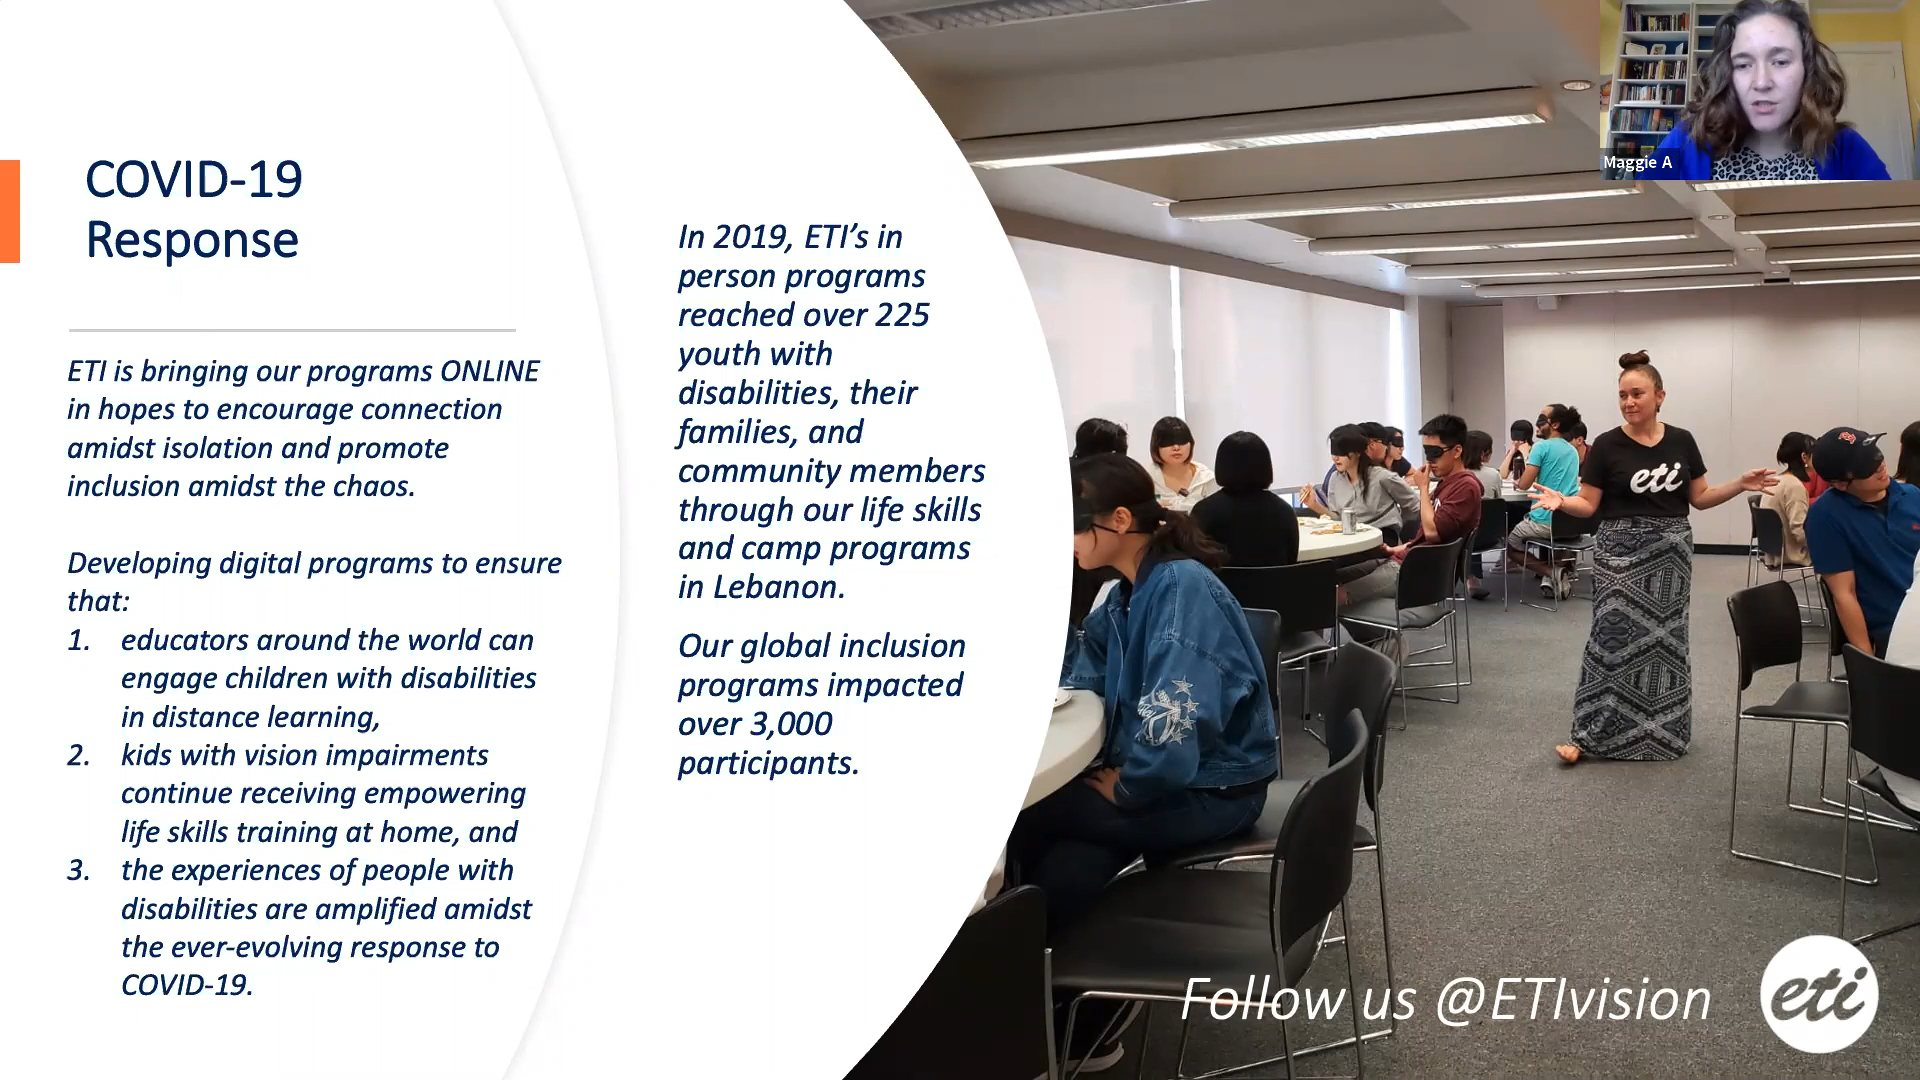 COVID-19
Response
ETI is bringing our programs ONLINE
in hopes to encourage connection
amidst isolation and promote
inclusion amidst the chaos.
Developing digital programs to ensure
that:
1. educators around the world can
engage children with disabilities
in distance learning,
2. kids with vision impairments
continue receiving empowering
life skills training at home, and
3. the experiences of people with
disabilities are amplified amidst
the ever-evolving response to
COVID-19.
In 2019, ETI’s in
person programs
reached over 225
youth with
disabilities, their
families, and
community members
through our life skills
and camp programs
in Lebanon.
Our global inclusion
programs impacted
over 3,000
participants.
Maggie A
eti
Follow us @ETIvision
eti